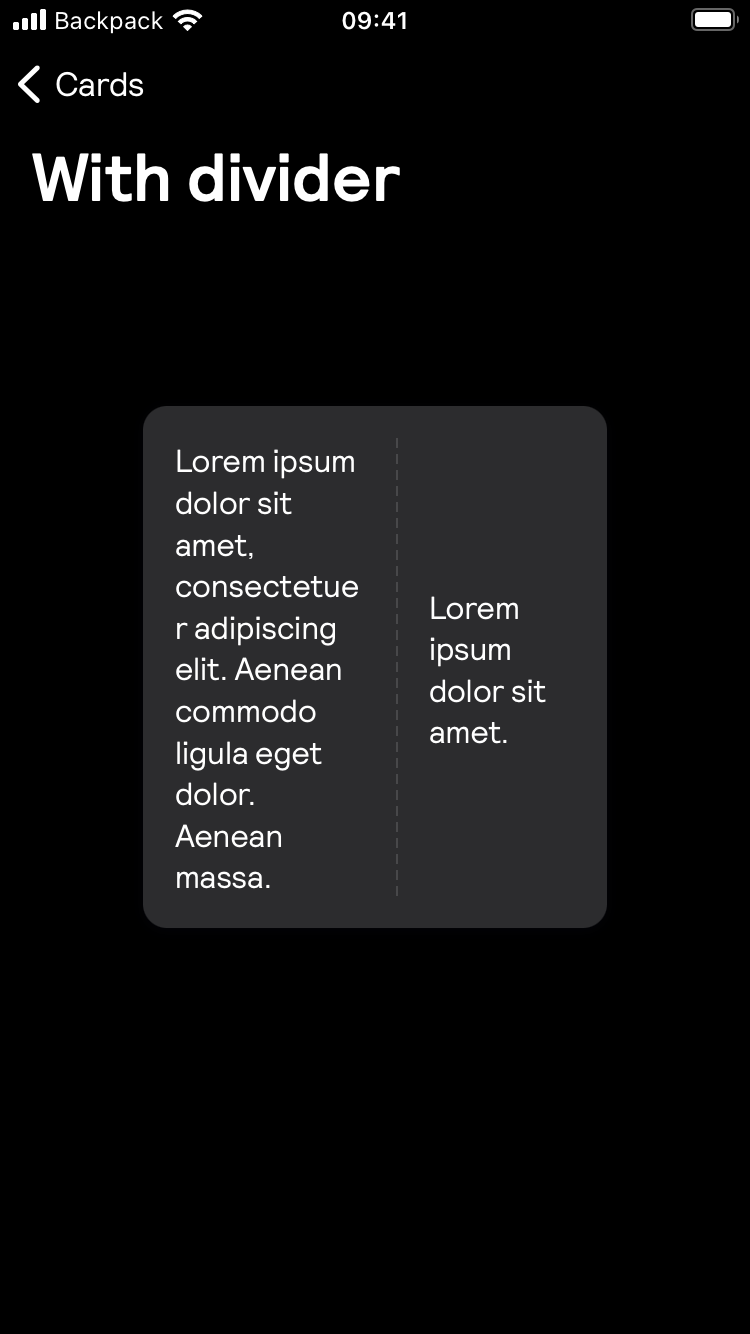 Backpack 09:41
Cards
With divider
Lorem ipsum
dolor sit
amet,
consectetue
r adipiscing
elit. Aenean
commodo
ligula eget
dolor.
Aenean
massa.
Lorem
ipsum
dolor sit
amet.